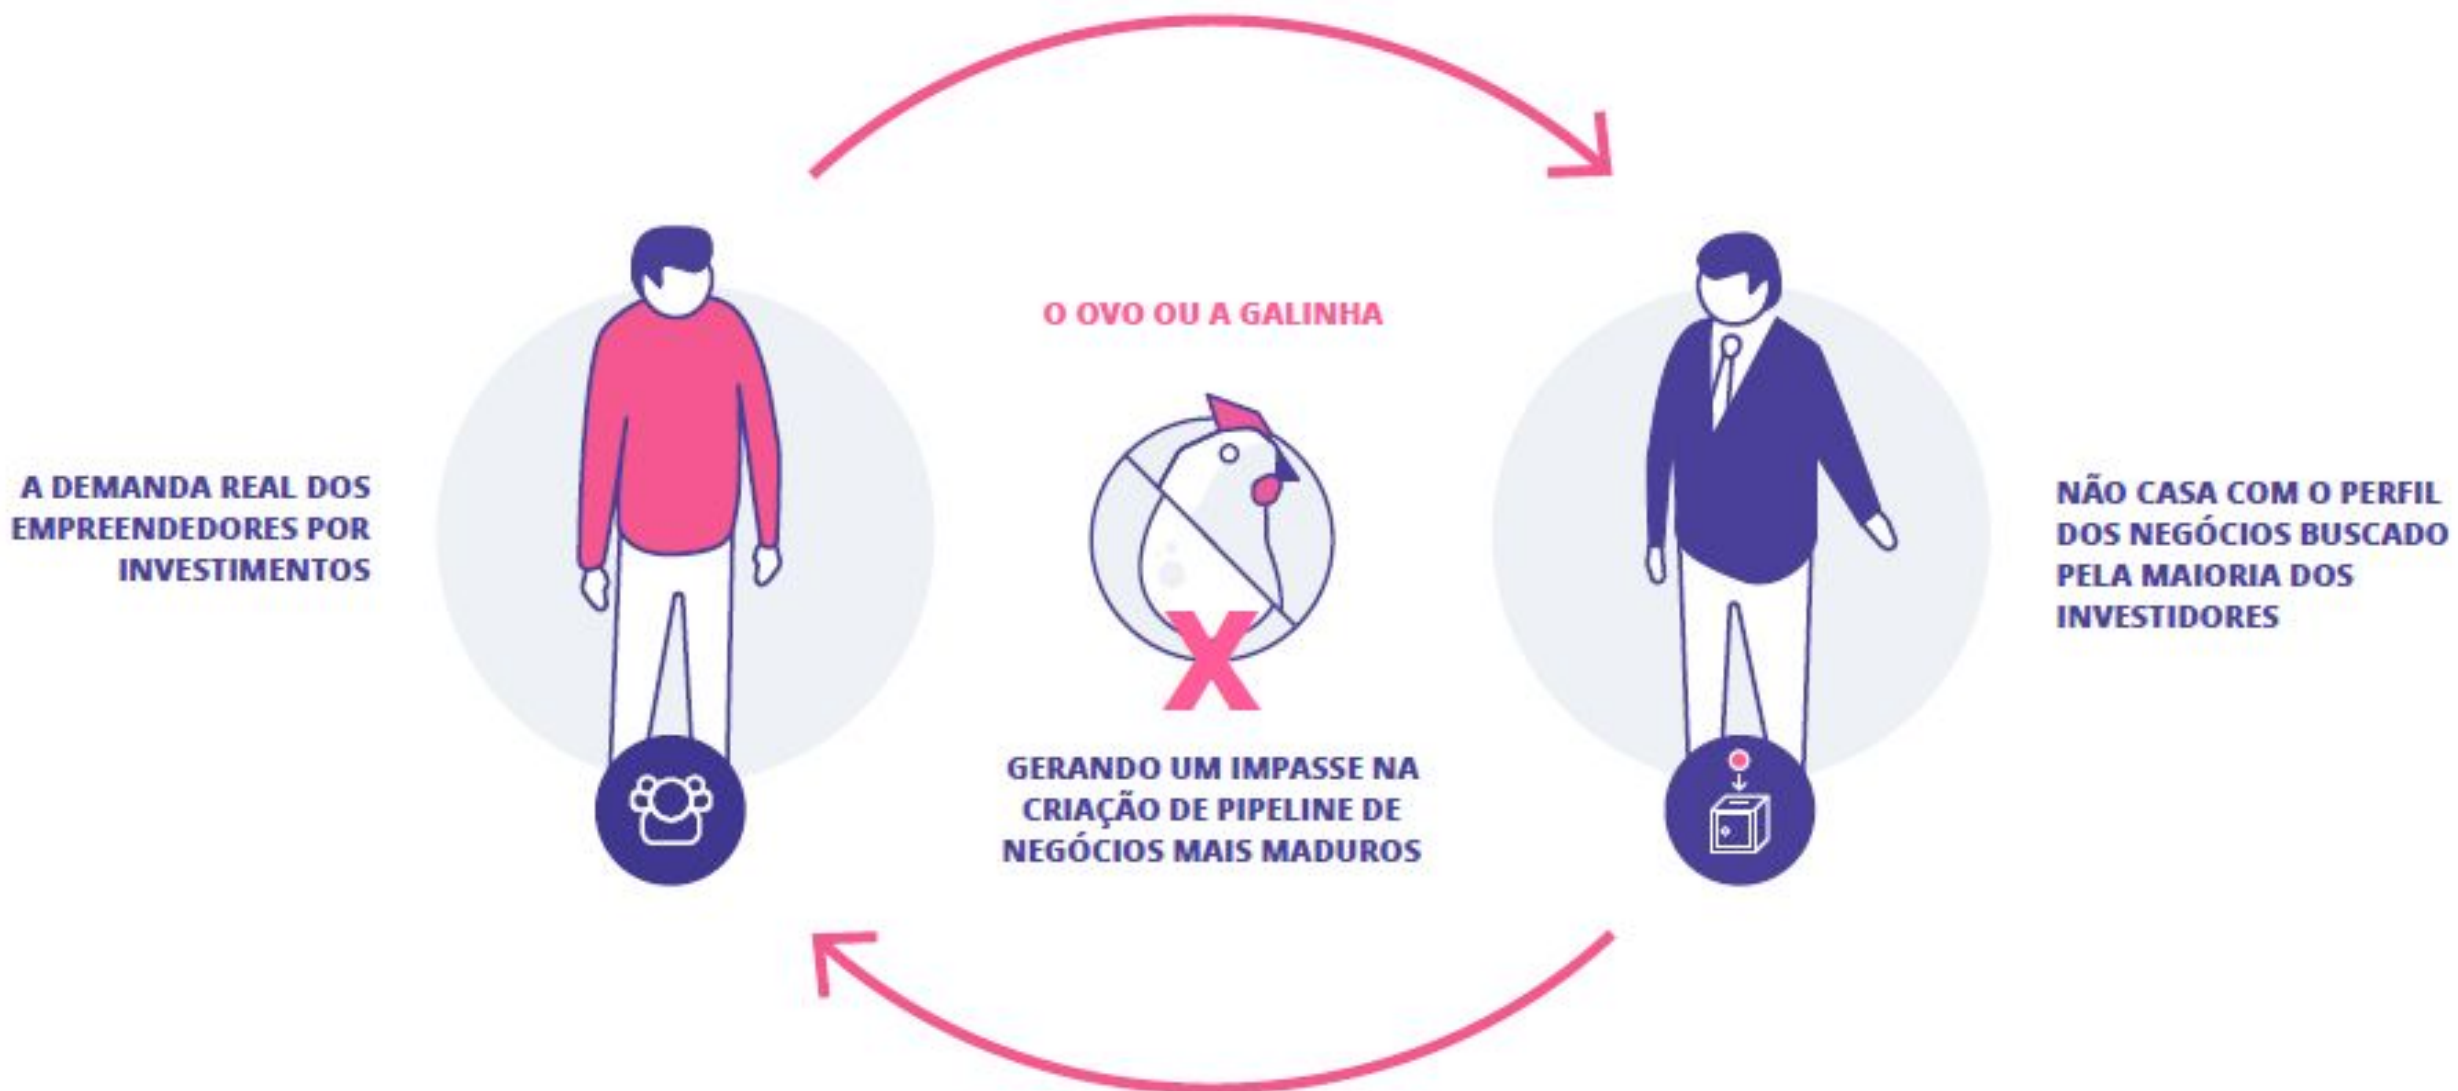 A DEMANDA REAL DOS
EMPREENDEDORES POR
INVESTIMENTOS
O OVO OU A GALINHA
X
GERANDO UM IMPASSE NA
CRIAÇÃO DE PIPELINE DE
NEGÓCIOS MAIS MADUROS
NÃO CASA COM O PERFIL
DOS NEGÓCIOS BUSCADO
PELA MAIORIA DOS
INVESTIDORES